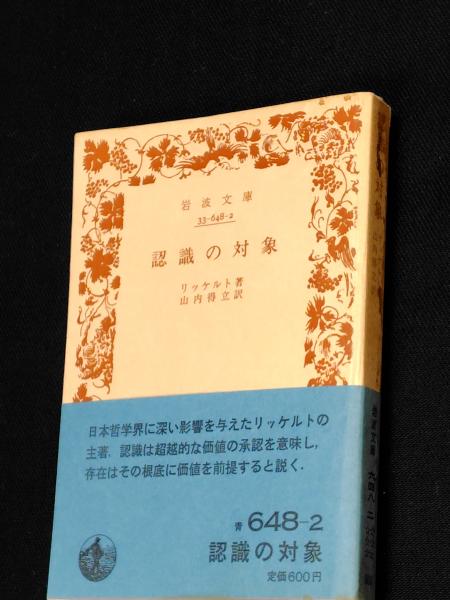 岩波文庫
33-648-2
認識の対象
リッケルト著
山内得立訳
日本哲学界に深い影響を与えたリッケルトの
主著.認識は超越的な価値の承認を意味し,
存在はその根底に価値を前提すると説く.
青 648-2
認識の対象
定価600円
岩波文庫